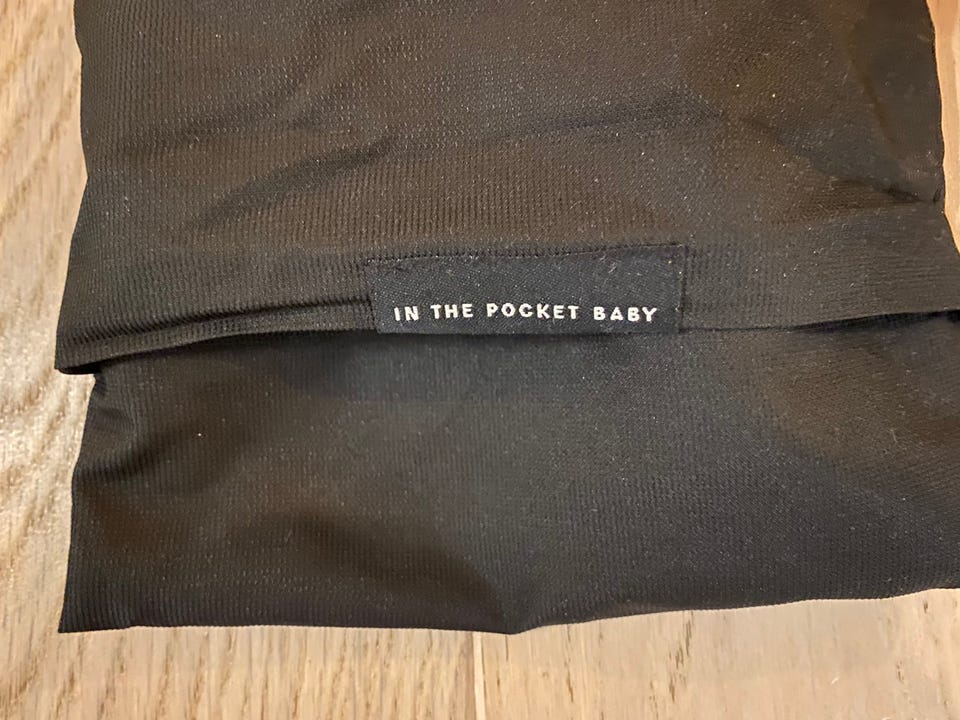 IN THE POCKET BABY